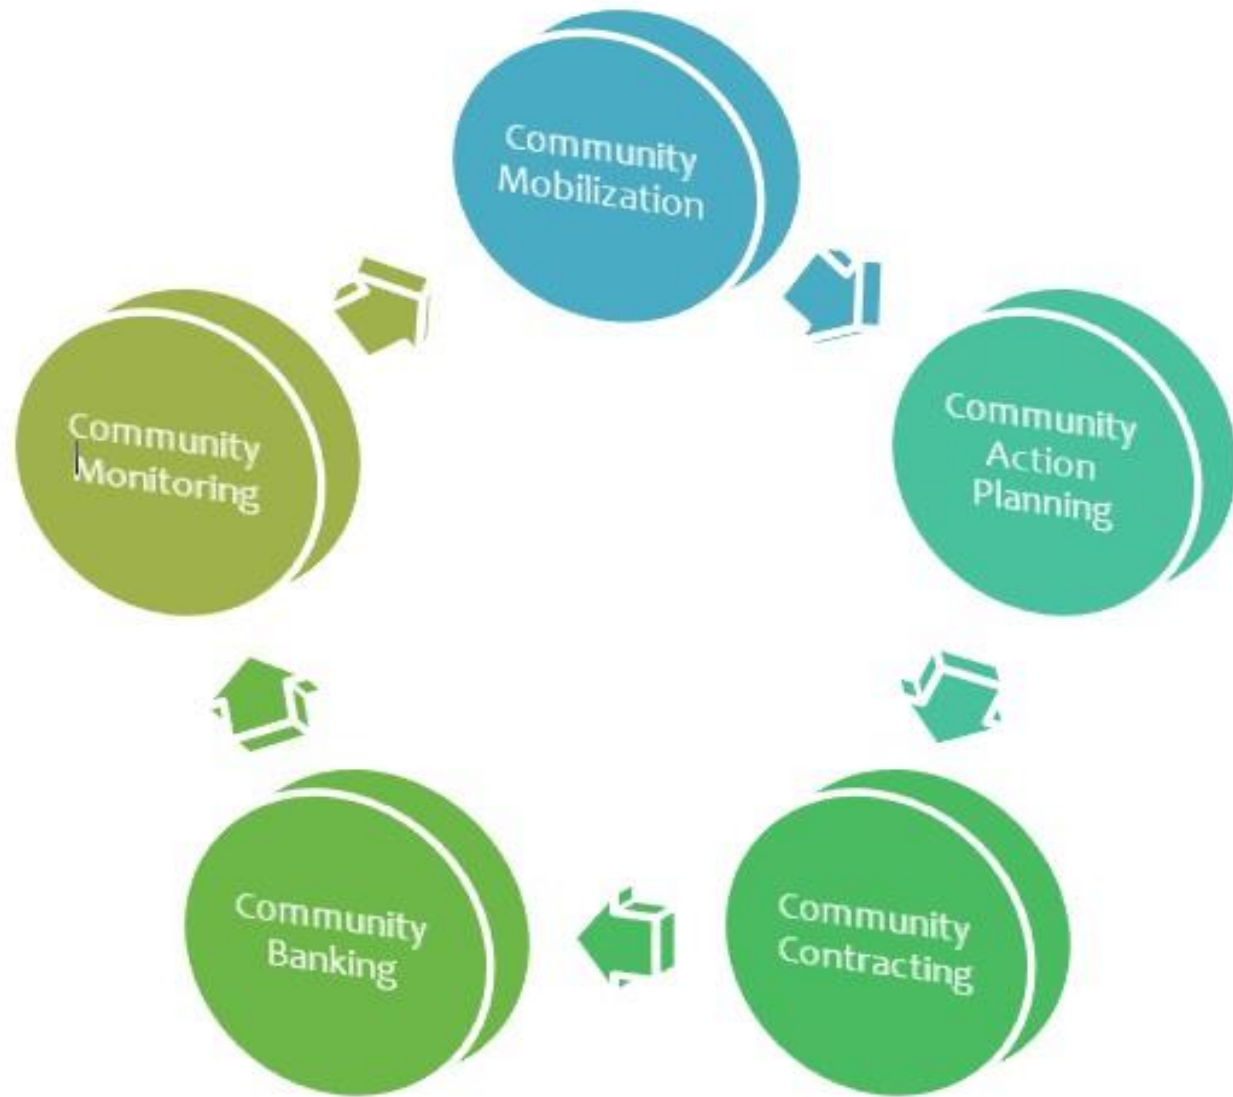 Community
Mobilization
Community
Action
Planning
Community
Contracting
Community
Banking
Community
Monitoring